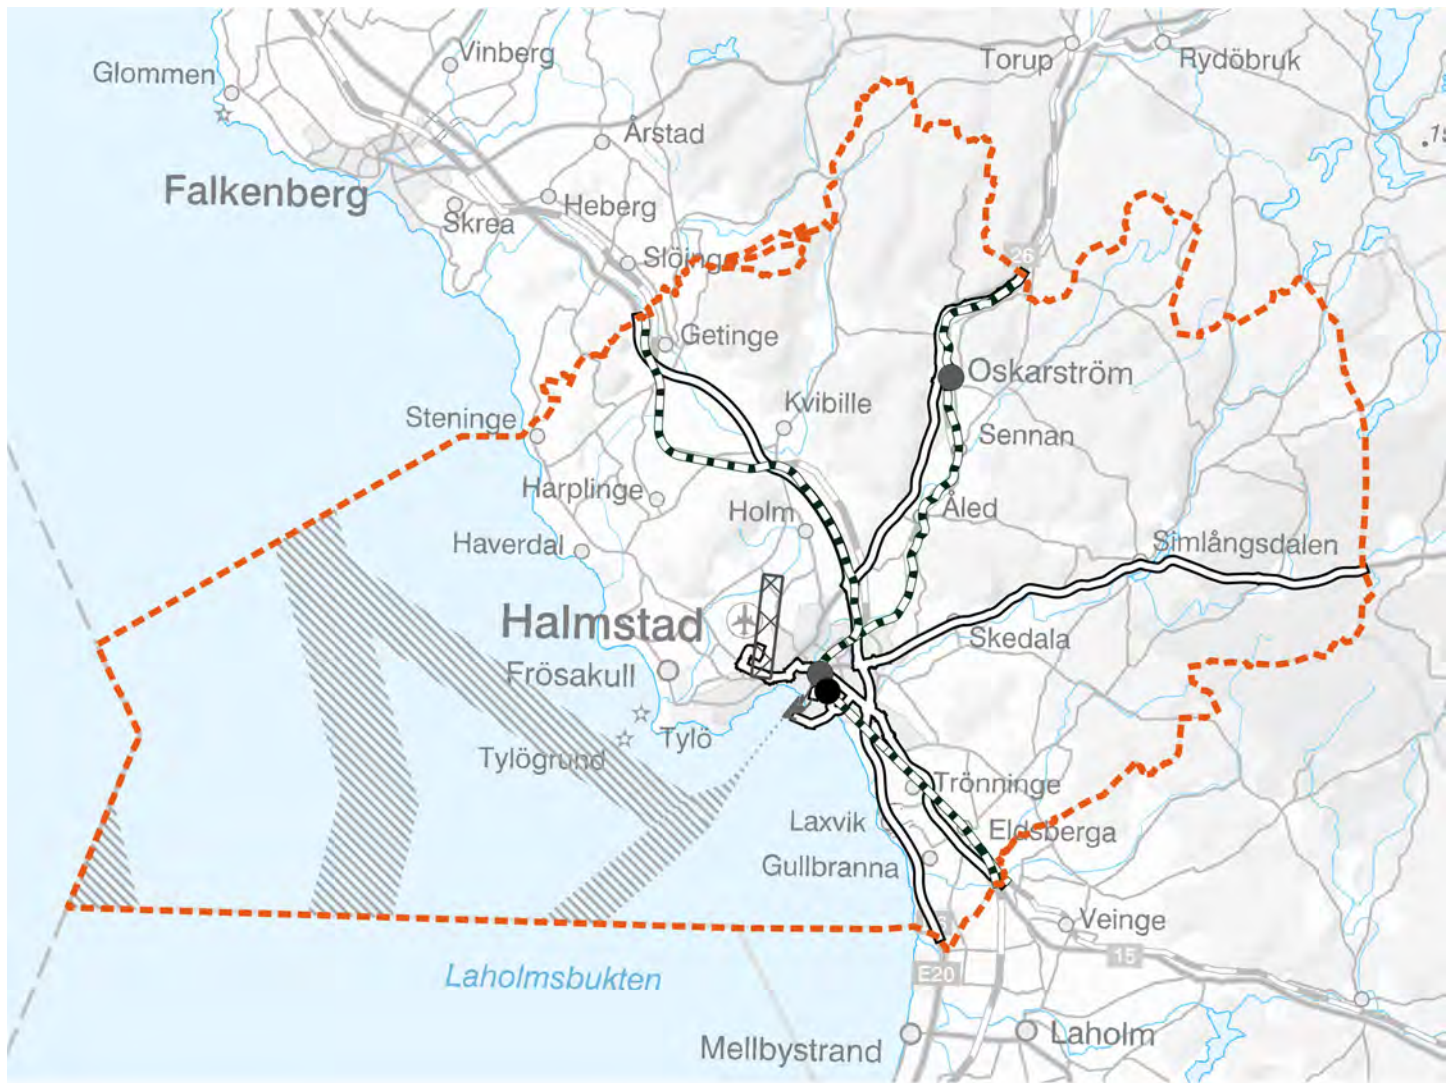 Vinberg
Torup
Rydöbruk
Glommen
Årstad
Falkenberg
Heberg
Skrea
26
Getinge
Oskarström
Kvibille
Steninge
Sennan
Harplinge
Holm
Åled
Haverdal
Simlångsdalen
Halmstad
Skedala
Frösakull
Tylö
Tylögrund
Trönninge
Laxvik
Eldsberga
Gullbranna
Veinge
15
E20
Laholmsbukten
Mellbystrand
Laholm